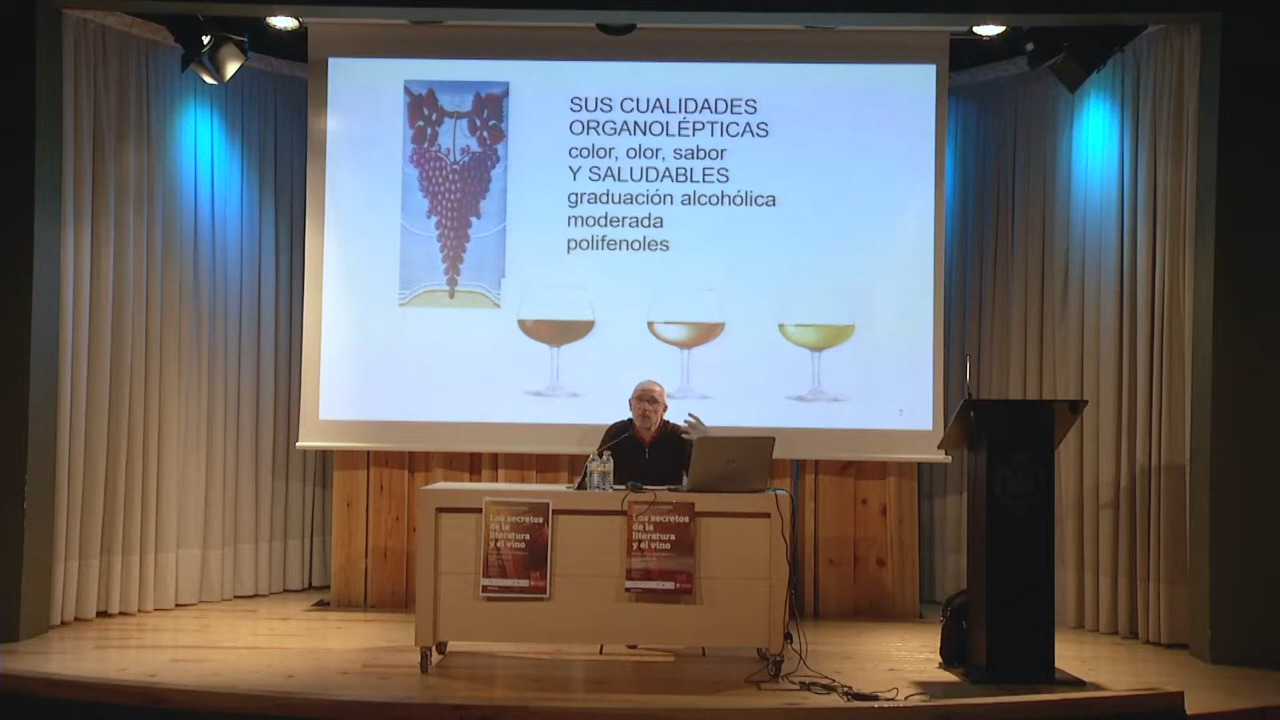 SUS CUALIDADES
ORGANOLÉPTICAS
color, olor, sabor
Y SALUDABLES
graduación alcohólica
moderada
polifenoles
2
Los secretos
de la
literatura
y el vino
Los secretos
de la
literatura
y el vino